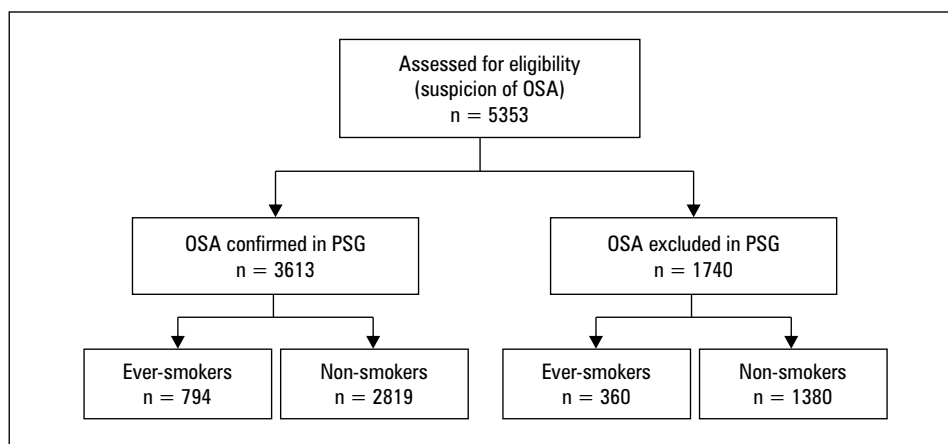 Assessed for eligibility
(suspicion of OSA)
n = 5353
OSA confirmed in PSG
n = 3613
OSA excluded in PSG
n = 1740
Ever-smokers
n = 794
Non-smokers
n = 2819
Ever-smokers
n = 360
Non-smokers
n = 1380